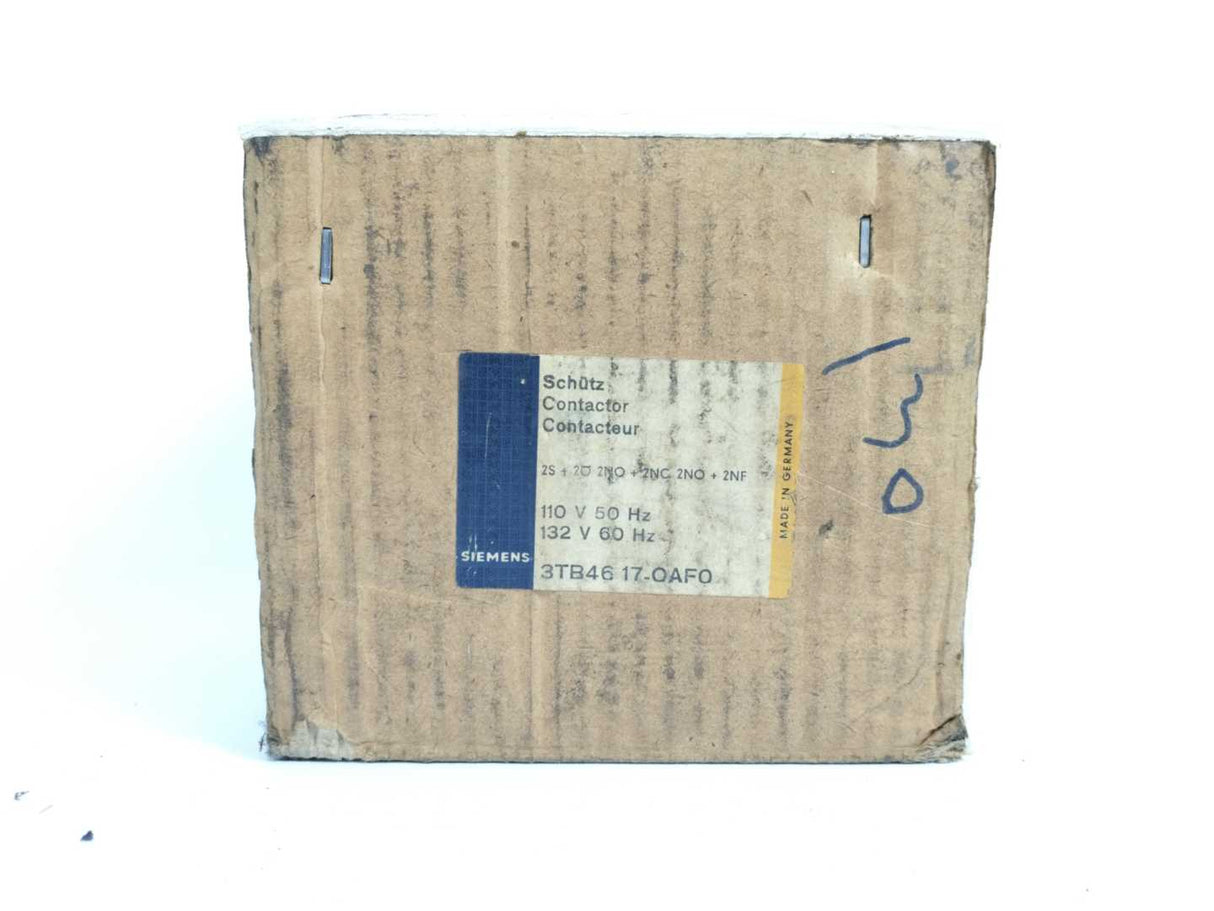 Schütz
Contactor
Contacteur
2S + 2Ö 2NO + 2NC 2NO + 2NF
110 V 50 Hz
132 V 60 Hz
SIEMENS
3TB46 17-0AF0
MADE IN GERMANY